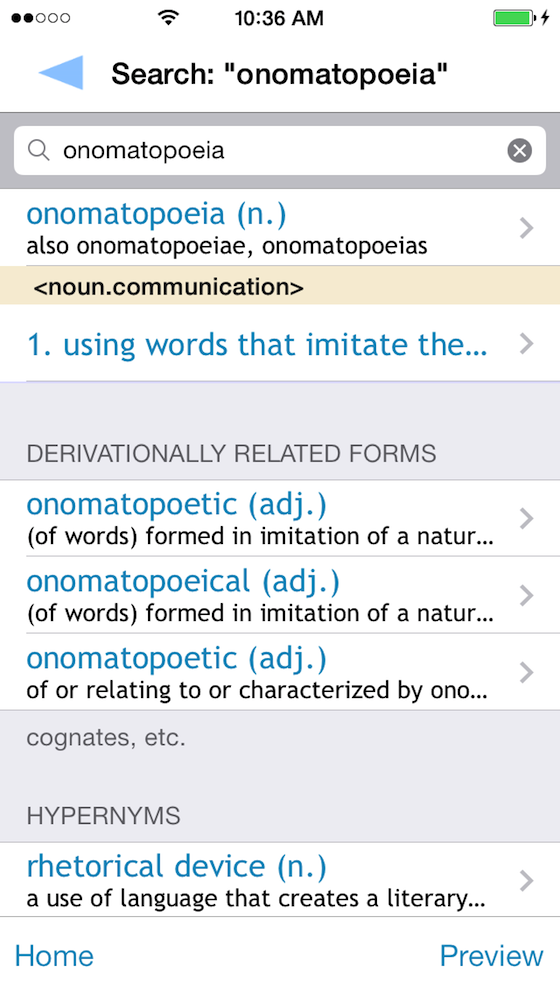 10:36 AM
Search: "onomatopoeia"
onomatopoeia
onomatopoeia (n.)
also onomatopoeiae, onomatopoeias
<noun.communication>
1. using words that imitate the...
DERIVATIONALLY RELATED FORMS
onomatopoetic (adj.)
(of words) formed in imitation of a natur...
onomatopoeical (adj.)
(of words) formed in imitation of a natur...
onomatopoetic (adj.)
of or relating to or characterized by ono...
cognates, etc.
HYPERNYMS
rhetorical device (n.)
a use of language that creates a literary...
Home Preview